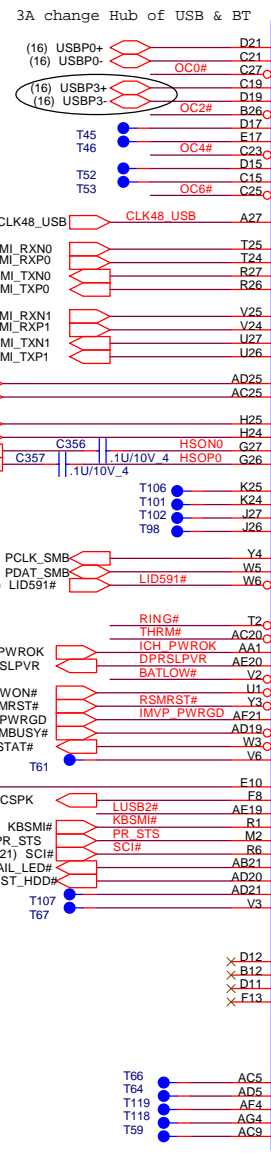 3A change Hub of USB & BT
(16) USBP0+ D21
(16) USBP0- C21
OC0# C27
(16) USBP3+ C19
(16) USBP3- D19
OC2# B26
T45 D17
T46 E17
OC4# C23
T52 D15
T53 C15
OC6# C25
CLK48_USB CLK48_USB A27
MI_RXN0 T25
MI_RXP0 T24
MI_TXN0 R27
MI_TXP0 R26
MI_RXN1 V25
MI_RXP1 V24
MI_TXN1 U27
MI_TXP1 U26
AD25
AC25
H25
H24
C356 .1U/10V_4 HSON0 G27
C357 .1U/10V_4 HSOP0 G26
T106 K25
T101 K24
T102 J27
T98 J26
PCLK_SMB Y4
PDAT_SMB W5
) LID591# LID591# W6
RING# T2
THRM# AC20
PWROK ICH_PWROK AA1
SLPVR DPRSLPVR AE20
BATLOW# V2
WON# U1
MRST# RSMRST# Y3
PWRGD IMVP_PWRGD AF21
MBUSY# AD19
STAT# W3
T61 V6
E10
CSPK F8
LUSB2# AE19
KBSMI# KBSMI# R1
PR_STS PR_STS M2
21) SCI# SCI# R6
AIL_LED# AB21
ST_HDD# AD20
T107 AD21
T67 V3
D12
B12
D11
F13
T66 AC5
T64 AD5
T119 AF4
T118 AG4
T59 AC9